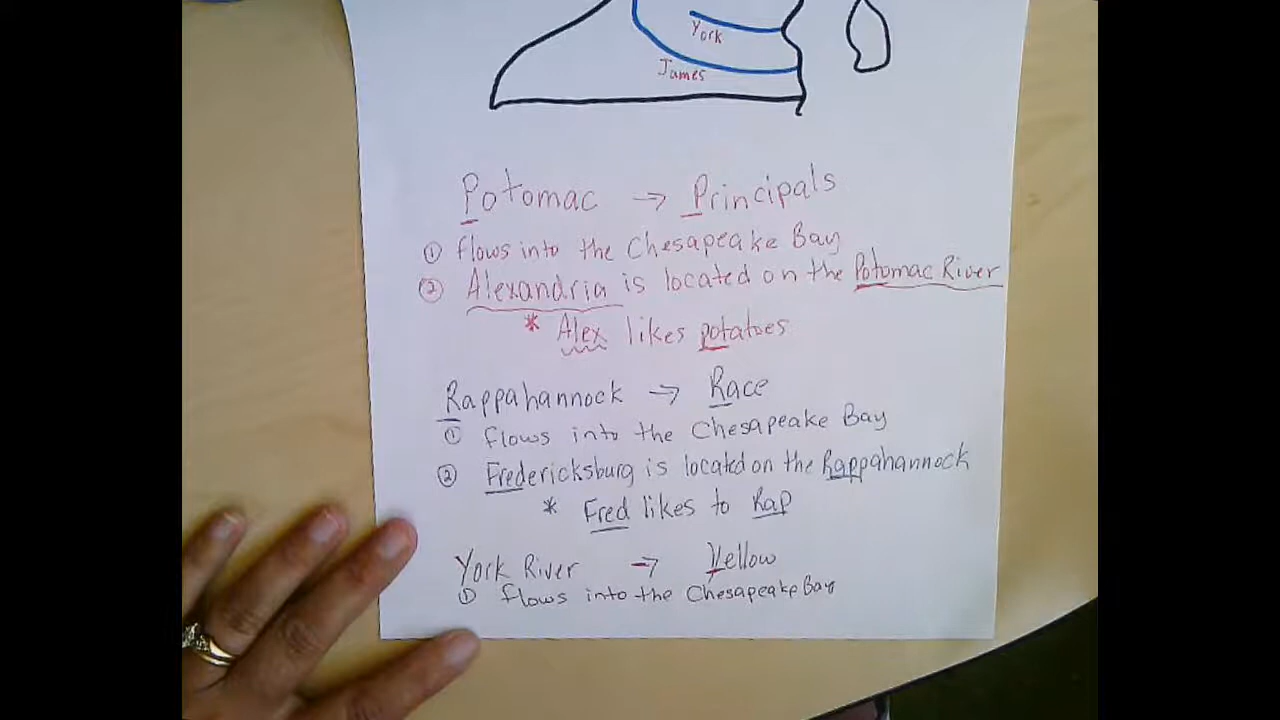 York
James
Potomac → Principals
① flows into the Chesapeake Bay
② Alexandria is located on the Potomac River
* Alex likes potatoes
Rappahannock → Race
① flows into the Chesapeake Bay
② Fredericksburg is located on the Rappahannock
* Fred likes to Rap
York River → Yellow
① flows into the Chesapeake Bay